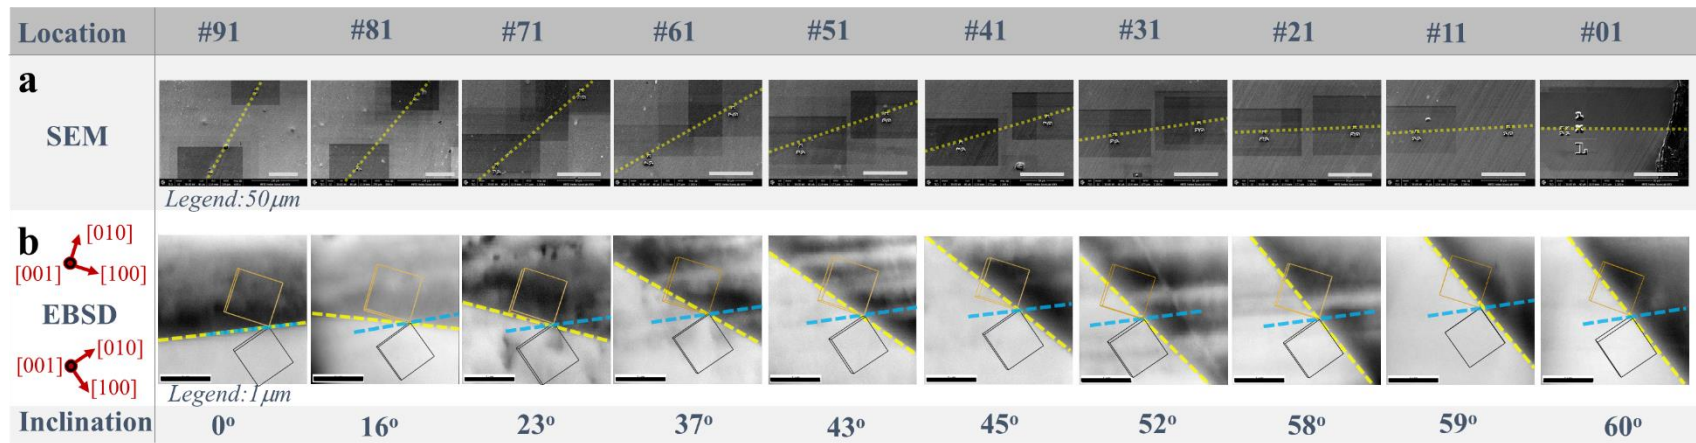 Location #91 #81 #71 #61 #51 #41 #31 #21 #11 #01
a
SEM
Legend:50μm
b
[010]
[001] [100]
EBSD
[001] [010]
[100]
Legend:1μm
Inclination 0° 16° 23° 37° 43° 45° 52° 58° 59° 60°